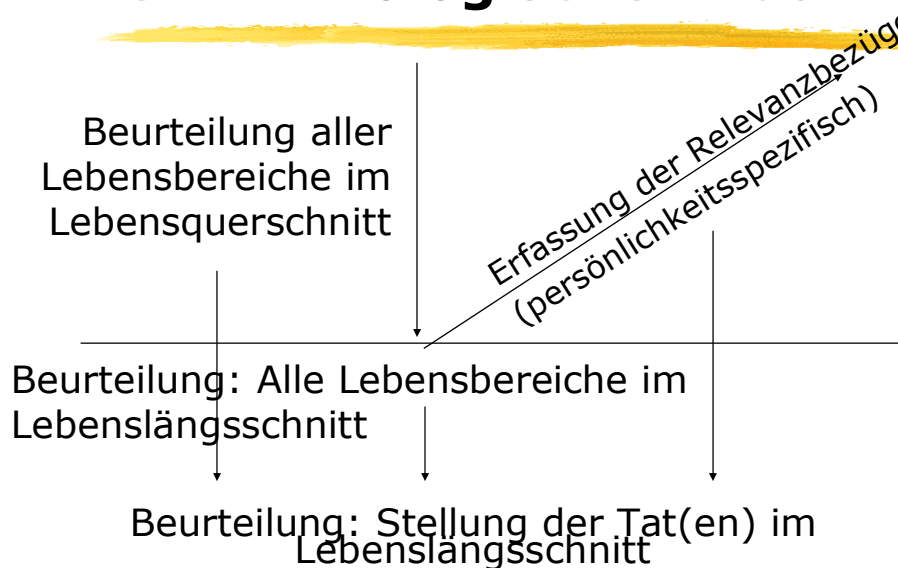 Beurteilung aller
Lebensbereiche im
Lebensquerschnitt
Erfassung der Relevanzbezüge
(persönlichkeitsspezifisch)
Beurteilung: Alle Lebensbereiche im
Lebenslängsschnitt
Beurteilung: Stellung der Tat(en) im
Lebenslängsschnitt